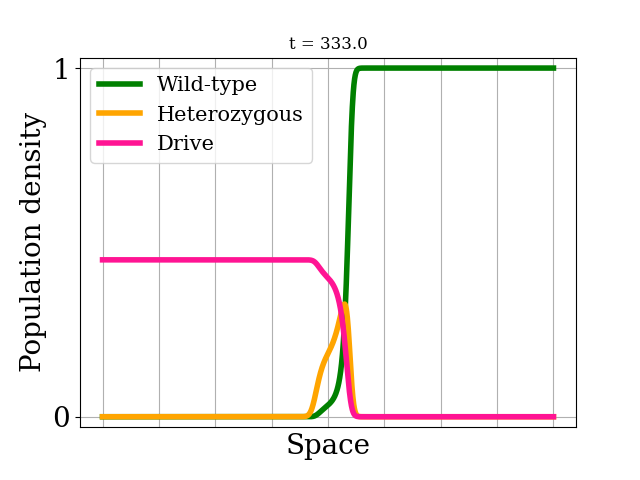 t = 333.0
1
Wild-type
Heterozygous
Drive
Population density
0
Space